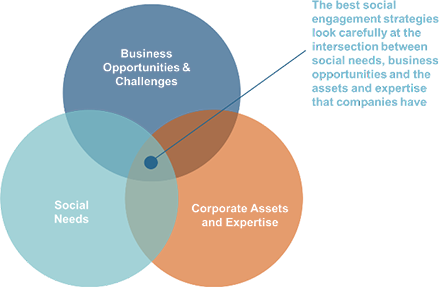 The best social
engagement strategies
look carefully at the
intersection between
social needs, business
opportunities and the
assets and expertise
that companies have
Business
Opportunities &
Challenges
Social
Needs
Corporate Assets
and Expertise